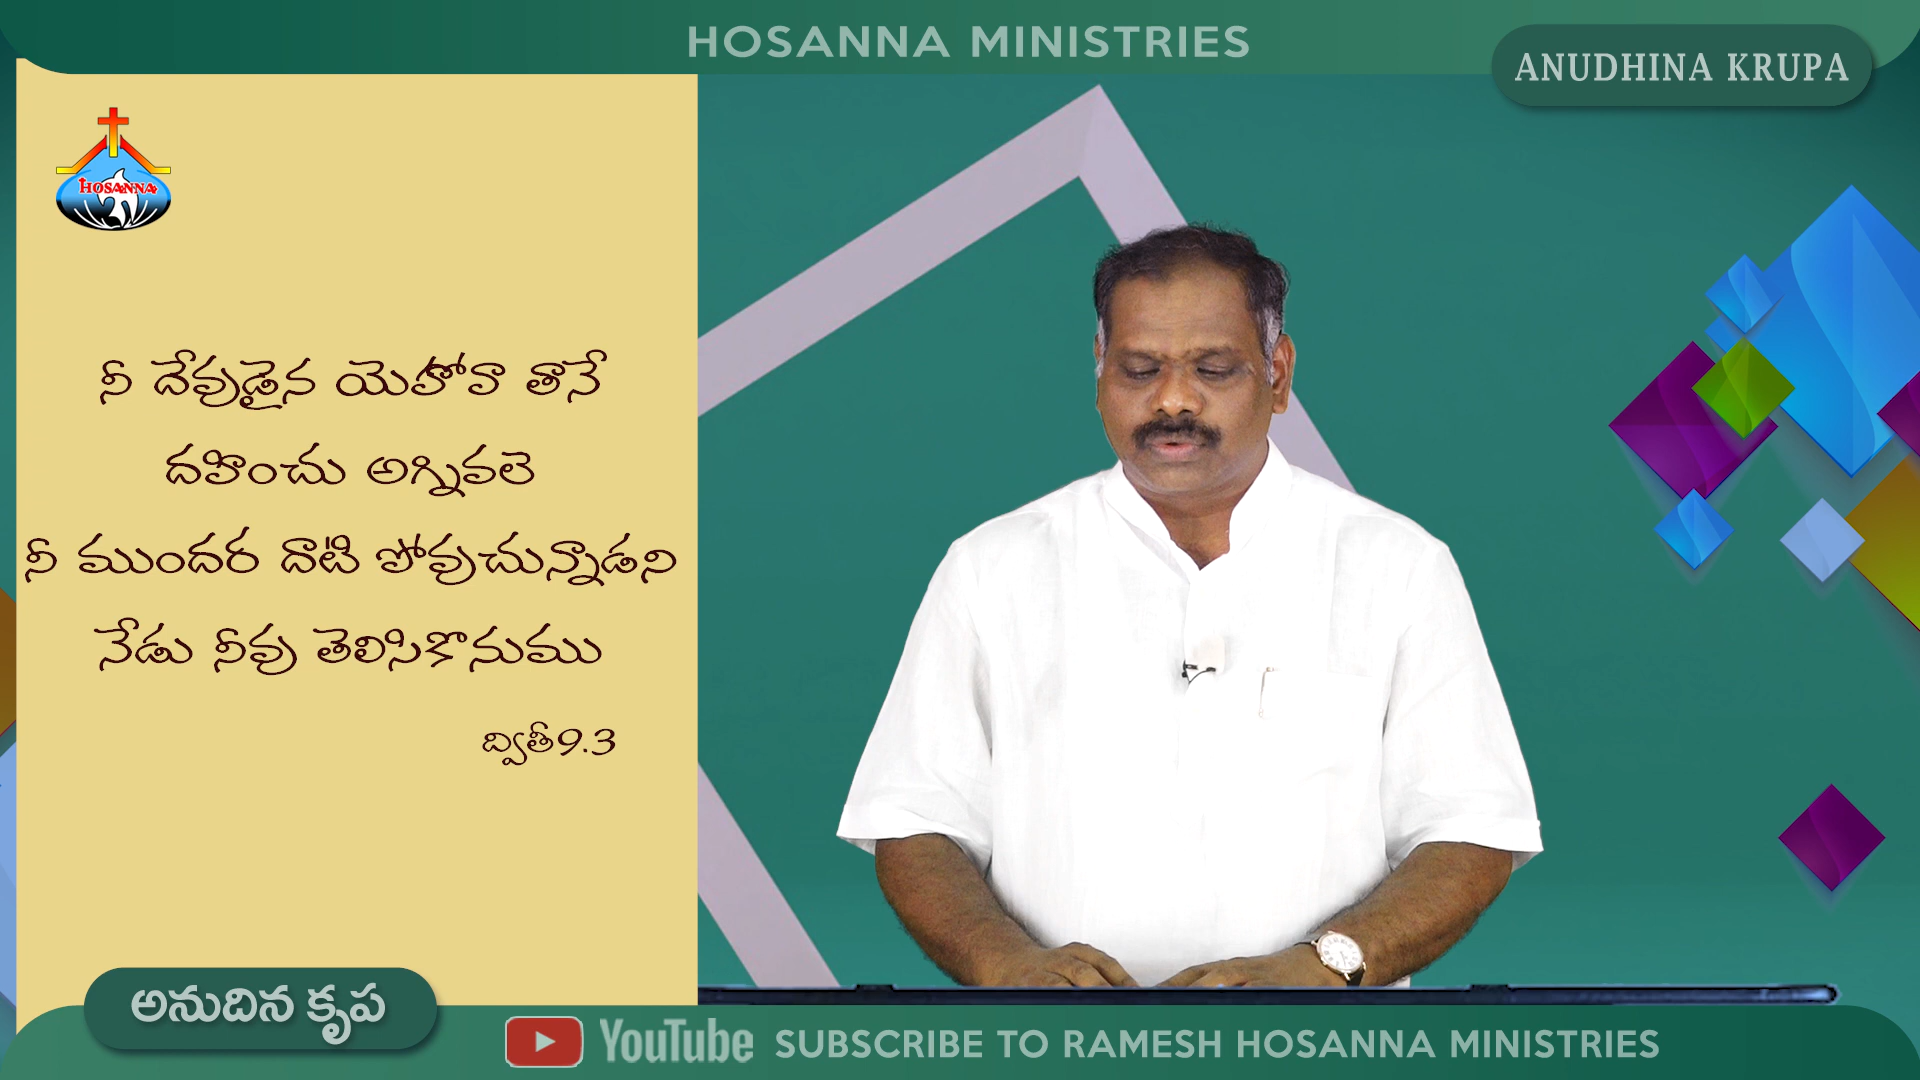 HOSANNA MINISTRIES
ANUDHINA KRUPA
HOSANNA
నీ దేవుడైన యెహోవా తానే
దహించు అగ్నివలె
నీ ముందర దాటి పోవుచున్నాడని
నేడు నీవు తెలిసికొనుము
ద్వితీ9.3
అనుదిన కృప
YouTube SUBSCRIBE TO RAMESH HOSANNA MINISTRIES